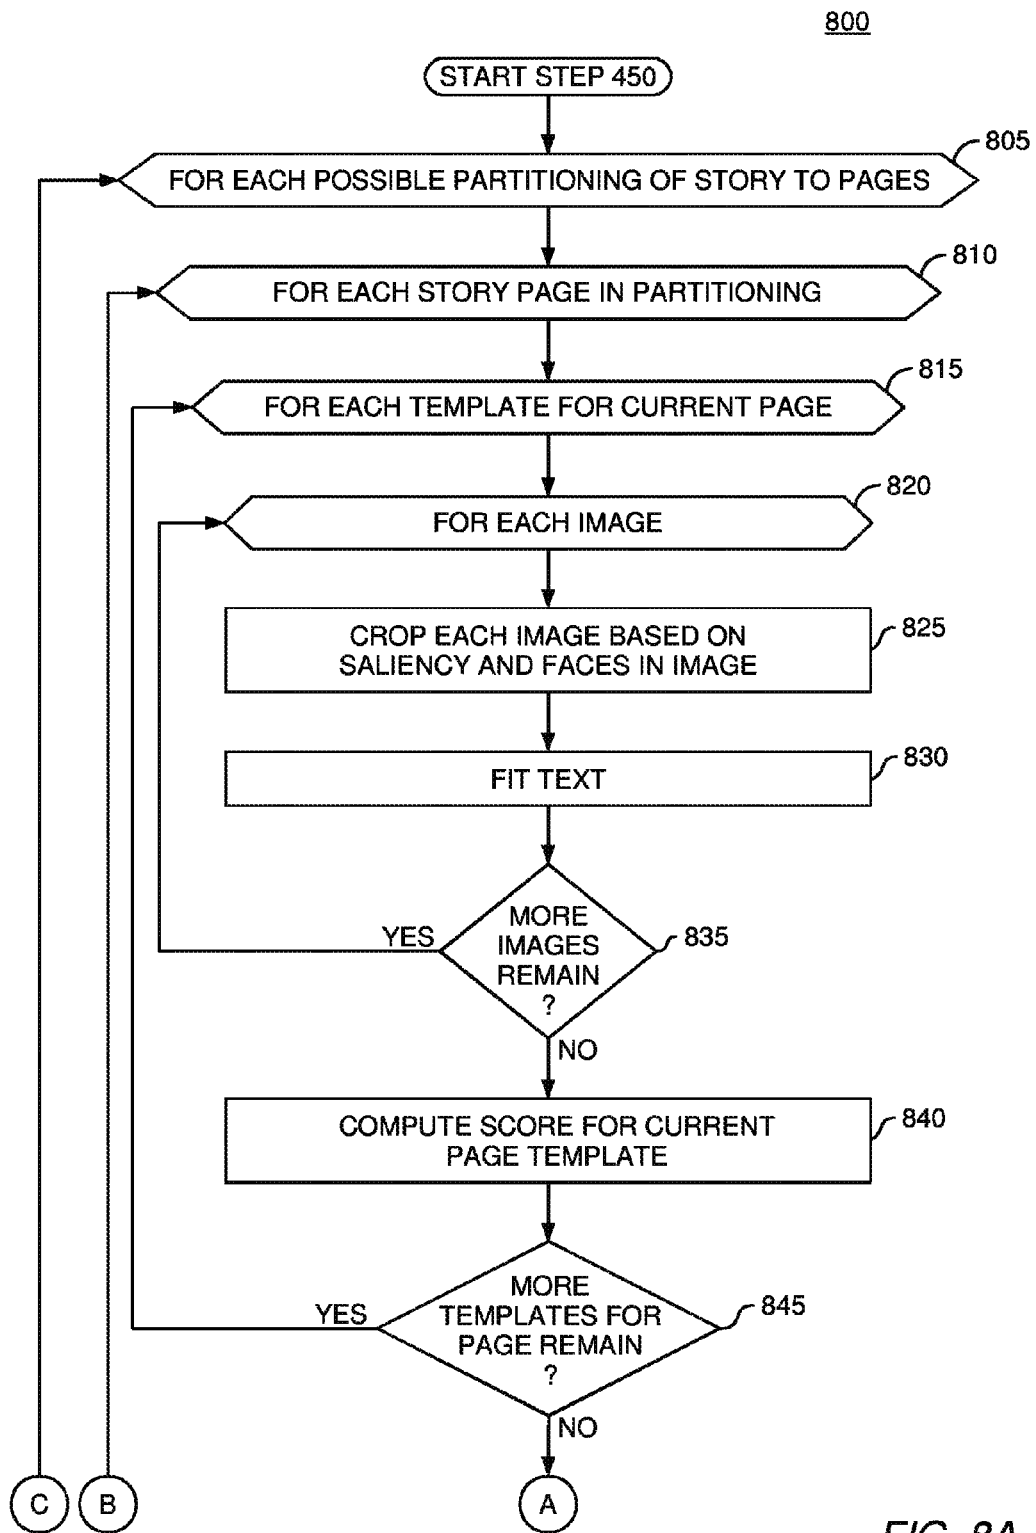 800
START STEP 450
805
FOR EACH POSSIBLE PARTITIONING OF STORY TO PAGES
810
FOR EACH STORY PAGE IN PARTITIONING
815
FOR EACH TEMPLATE FOR CURRENT PAGE
820
FOR EACH IMAGE
CROP EACH IMAGE BASED ON
SALIENCY AND FACES IN IMAGE
825
FIT TEXT
830
MORE
IMAGES
REMAIN
?
YES
835
NO
COMPUTE SCORE FOR CURRENT
PAGE TEMPLATE
840
MORE
TEMPLATES FOR
PAGE REMAIN
?
YES
845
NO
C
B
A
FIG. 8A